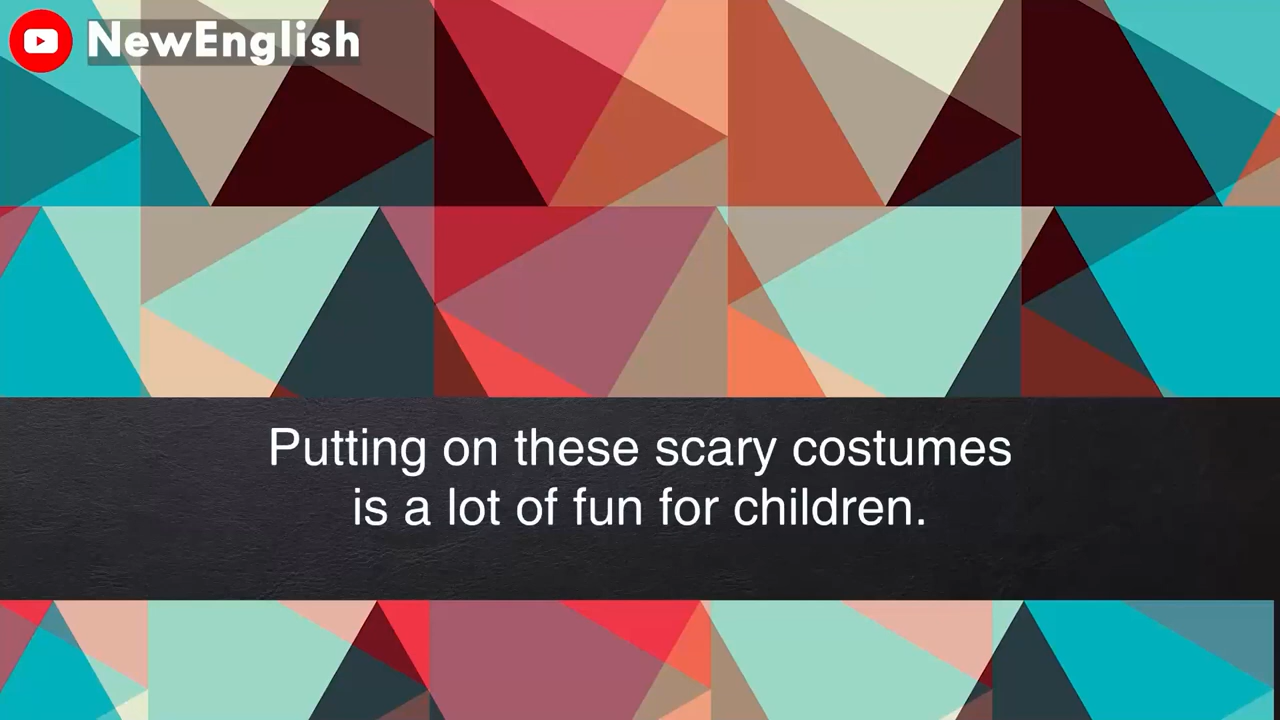 NewEnglish
Putting on these scary costumes
is a lot of fun for children.